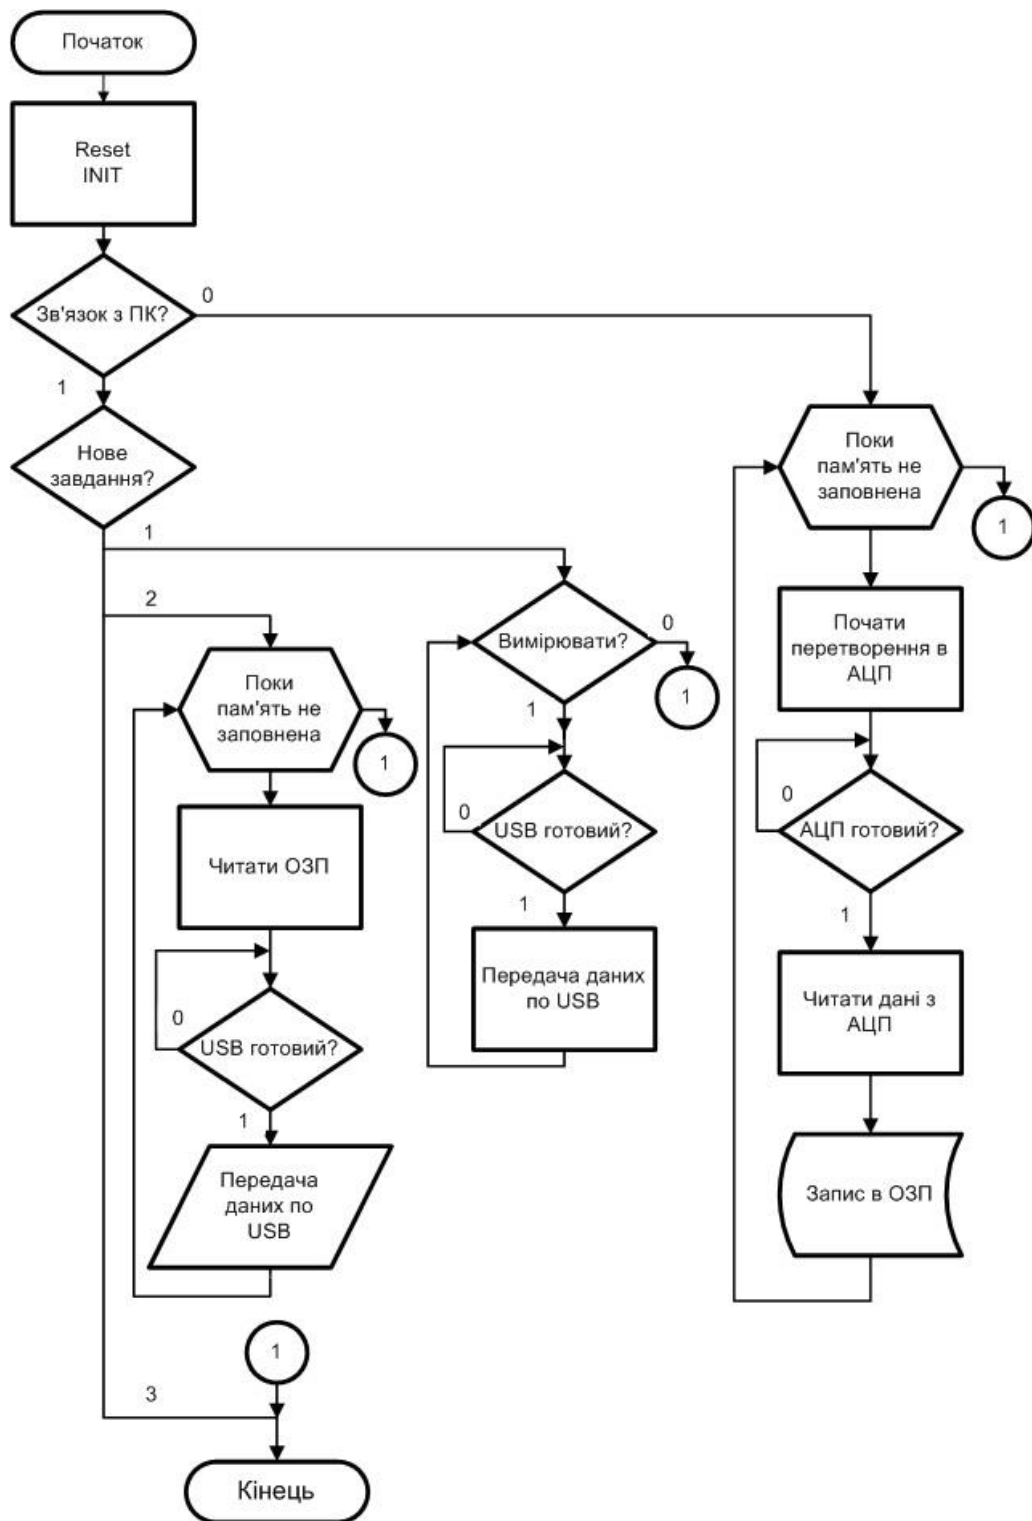 Початок
Reset
INIT
Зв'язок з ПК?
0
1
Нове
завдання?
1
2
3
Поки
пам'ять не
заповнена
1
Читати ОЗП
USB готовий?
0
1
Передача
даних по
USB
Вимірювати?
0
1
1
USB готовий?
0
1
Передача даних
по USB
Поки
пам'ять не
заповнена
1
Почати
перетворення в
АЦП
АЦП готовий?
0
1
Читати дані з
АЦП
Запис в ОЗП
1
Кінець